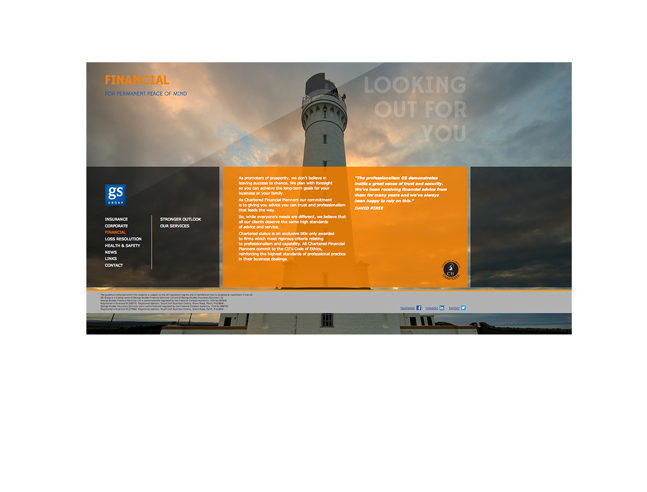 FINANCIAL
FOR PERMANENT PEACE OF MIND
LOOKING
OUT FOR
YOU
gs
GROUP
INSURANCE
CORPORATE
FINANCIAL
LOSS RESOLUTION
HEALTH & SAFETY
NEWS
LINKS
CONTACT
STRONGER OUTLOOK
OUR SERVICES
As promoters of prosperity, we don't believe in
leaving success to chance. We plan with foresight
so you can achieve the long-term goals for your
business or your family.
As Chartered Financial Planners our commitment
is to giving you advice you can trust and professionalism
that leads the way.
So, while everyone's needs are different, we believe that
all our clients deserve the same high standards
of advice and service.
Chartered status is an exclusive title only awarded
to firms which meet rigorous criteria relating
to professionalism and capability. All Chartered Financial
Planners commit to the CII's Code of Ethics,
reinforcing the highest standards of professional practice
in their business dealings.
"The professionalism GS demonstrates
instils a great sense of trust and security.
We've been receiving financial advice from
them for many years and we've always
been happy to rely on this."
DAVID PIRIE
CII
facebook
linkedin
twitter